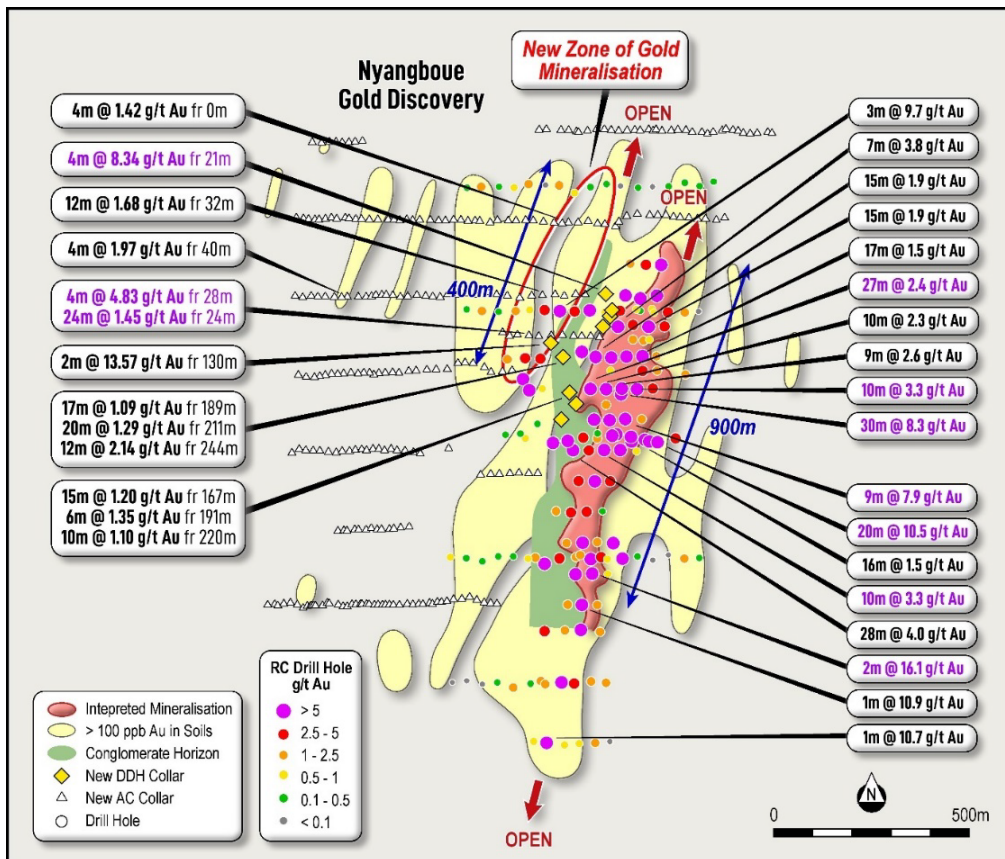 Nyangboue
Gold Discovery
New Zone of Gold
Mineralisation
OPEN
OPEN
400m
900m
OPEN
4m @ 1.42 g/t Au fr 0m
4m @ 8.34 g/t Au fr 21m
12m @ 1.68 g/t Au fr 32m
4m @ 1.97 g/t Au fr 40m
4m @ 4.83 g/t Au fr 28m
24m @ 1.45 g/t Au fr 24m
2m @ 13.57 g/t Au fr 130m
17m @ 1.09 g/t Au fr 189m
20m @ 1.29 g/t Au fr 211m
12m @ 2.14 g/t Au fr 244m
15m @ 1.20 g/t Au fr 167m
6m @ 1.35 g/t Au fr 191m
10m @ 1.10 g/t Au fr 220m
3m @ 9.7 g/t Au
7m @ 3.8 g/t Au
15m @ 1.9 g/t Au
15m @ 1.9 g/t Au
17m @ 1.5 g/t Au
27m @ 2.4 g/t Au
10m @ 2.3 g/t Au
9m @ 2.6 g/t Au
10m @ 3.3 g/t Au
30m @ 8.3 g/t Au
9m @ 7.9 g/t Au
20m @ 10.5 g/t Au
16m @ 1.5 g/t Au
10m @ 3.3 g/t Au
28m @ 4.0 g/t Au
2m @ 16.1 g/t Au
1m @ 10.9 g/t Au
1m @ 10.7 g/t Au
Intepreted Mineralisation
> 100 ppb Au in Soils
Conglomerate Horizon
New DDH Collar
New AC Collar
Drill Hole
RC Drill Hole
g/t Au
> 5
2.5 - 5
1 - 2.5
0.5 - 1
0.1 - 0.5
< 0.1
N
0
500m